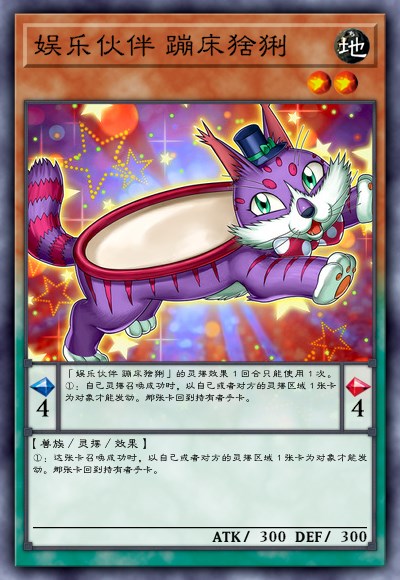 娱乐伙伴 蹦床猞猁
地
「娱乐伙伴 蹦床猞猁」的灵摆效果1回合只能使用1次。
①：自己灵摆召唤成功时，以自己或者对方的灵摆区域1张卡
为对象才能发动。那张卡回到持有者手卡。
4
4
【兽族／灵摆／效果】
①：这张卡召唤成功时，以自己或者对方的灵摆区域1张卡为对象才能发
动。那张卡回到持有者手卡。
ATK/ 300 DEF/ 300